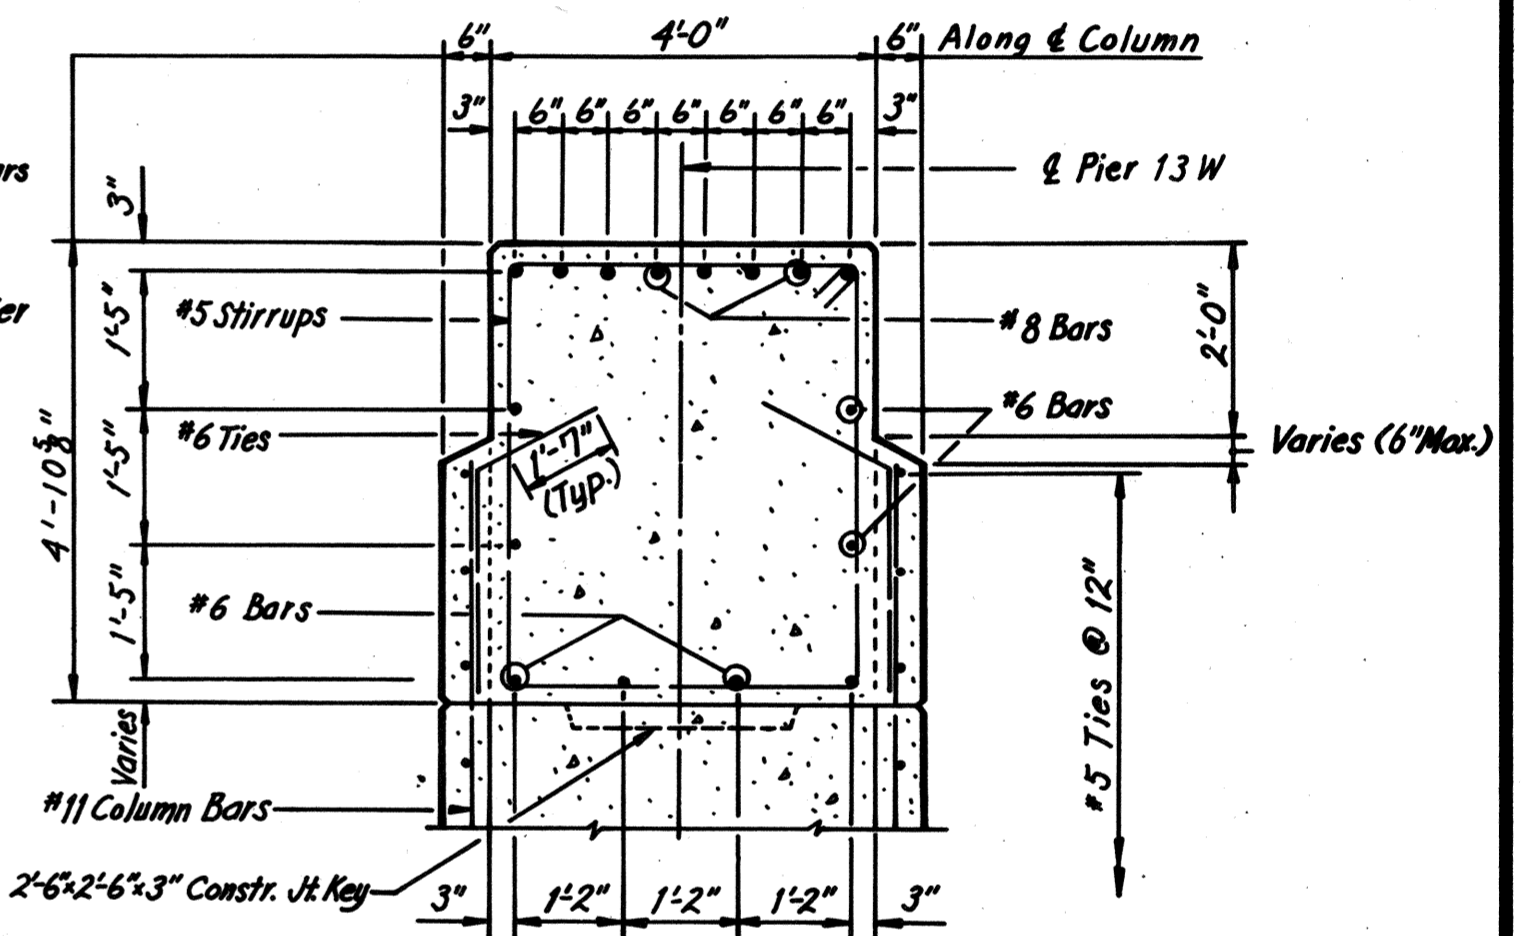 6" 4'-0" 6" Along ℄ Column
3" 6" 6" 6" 6" 6" 6" 6" 3"
℄ Pier 13 W
3"
#5 Stirrups
#8 Bars
1'-5"
2'-0"
#6 Bars
#6 Ties
Varies (6" Max.)
1'-7"
(Typ.)
4'-10 5/8"
1'-5"
1'-5"
#6 Bars
#5 Ties @ 12"
Varies
#11 Column Bars
2'-6"x2'-6"x3" Constr. Jt. Key
3" 1'-2" 1'-2" 1'-2" 3"